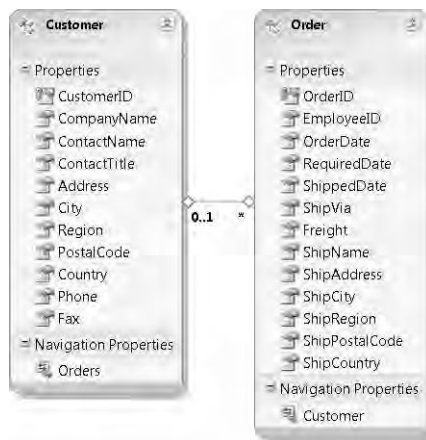 Customer
Properties
CustomerID
CompanyName
ContactName
ContactTitle
Address
City
Region
PostalCode
Country
Phone
Fax
Navigation Properties
Orders
0..1 *
Order
Properties
OrderID
EmployeeID
OrderDate
RequiredDate
ShippedDate
ShipVia
Freight
ShipName
ShipAddress
ShipCity
ShipRegion
ShipPostalCode
ShipCountry
Navigation Properties
Customer